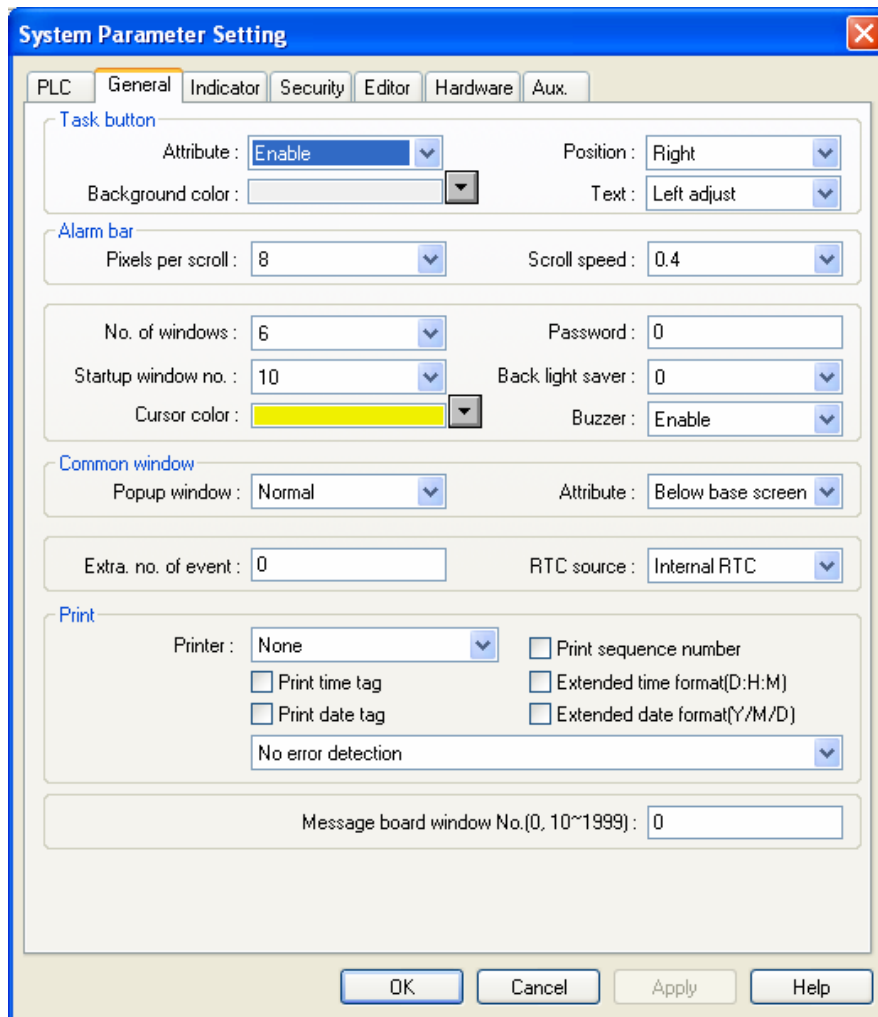 System Parameter Setting
PLC General Indicator Security Editor Hardware Aux.
Task button
Attribute : Enable Position : Right
Background color : Text : Left adjust
Alarm bar
Pixels per scroll : 8 Scroll speed : 0.4
No. of windows : 6 Password : 0
Startup window no. : 10 Back light saver : 0
Cursor color : Buzzer : Enable
Common window
Popup window : Normal Attribute : Below base screen
Extra. no. of event : 0 RTC source : Internal RTC
Print
Printer : None Print sequence number
Print time tag Extended time format(D:H:M)
Print date tag Extended date format(Y/M/D)
No error detection
Message board window No.(0, 10~1999) : 0
OK Cancel Apply Help